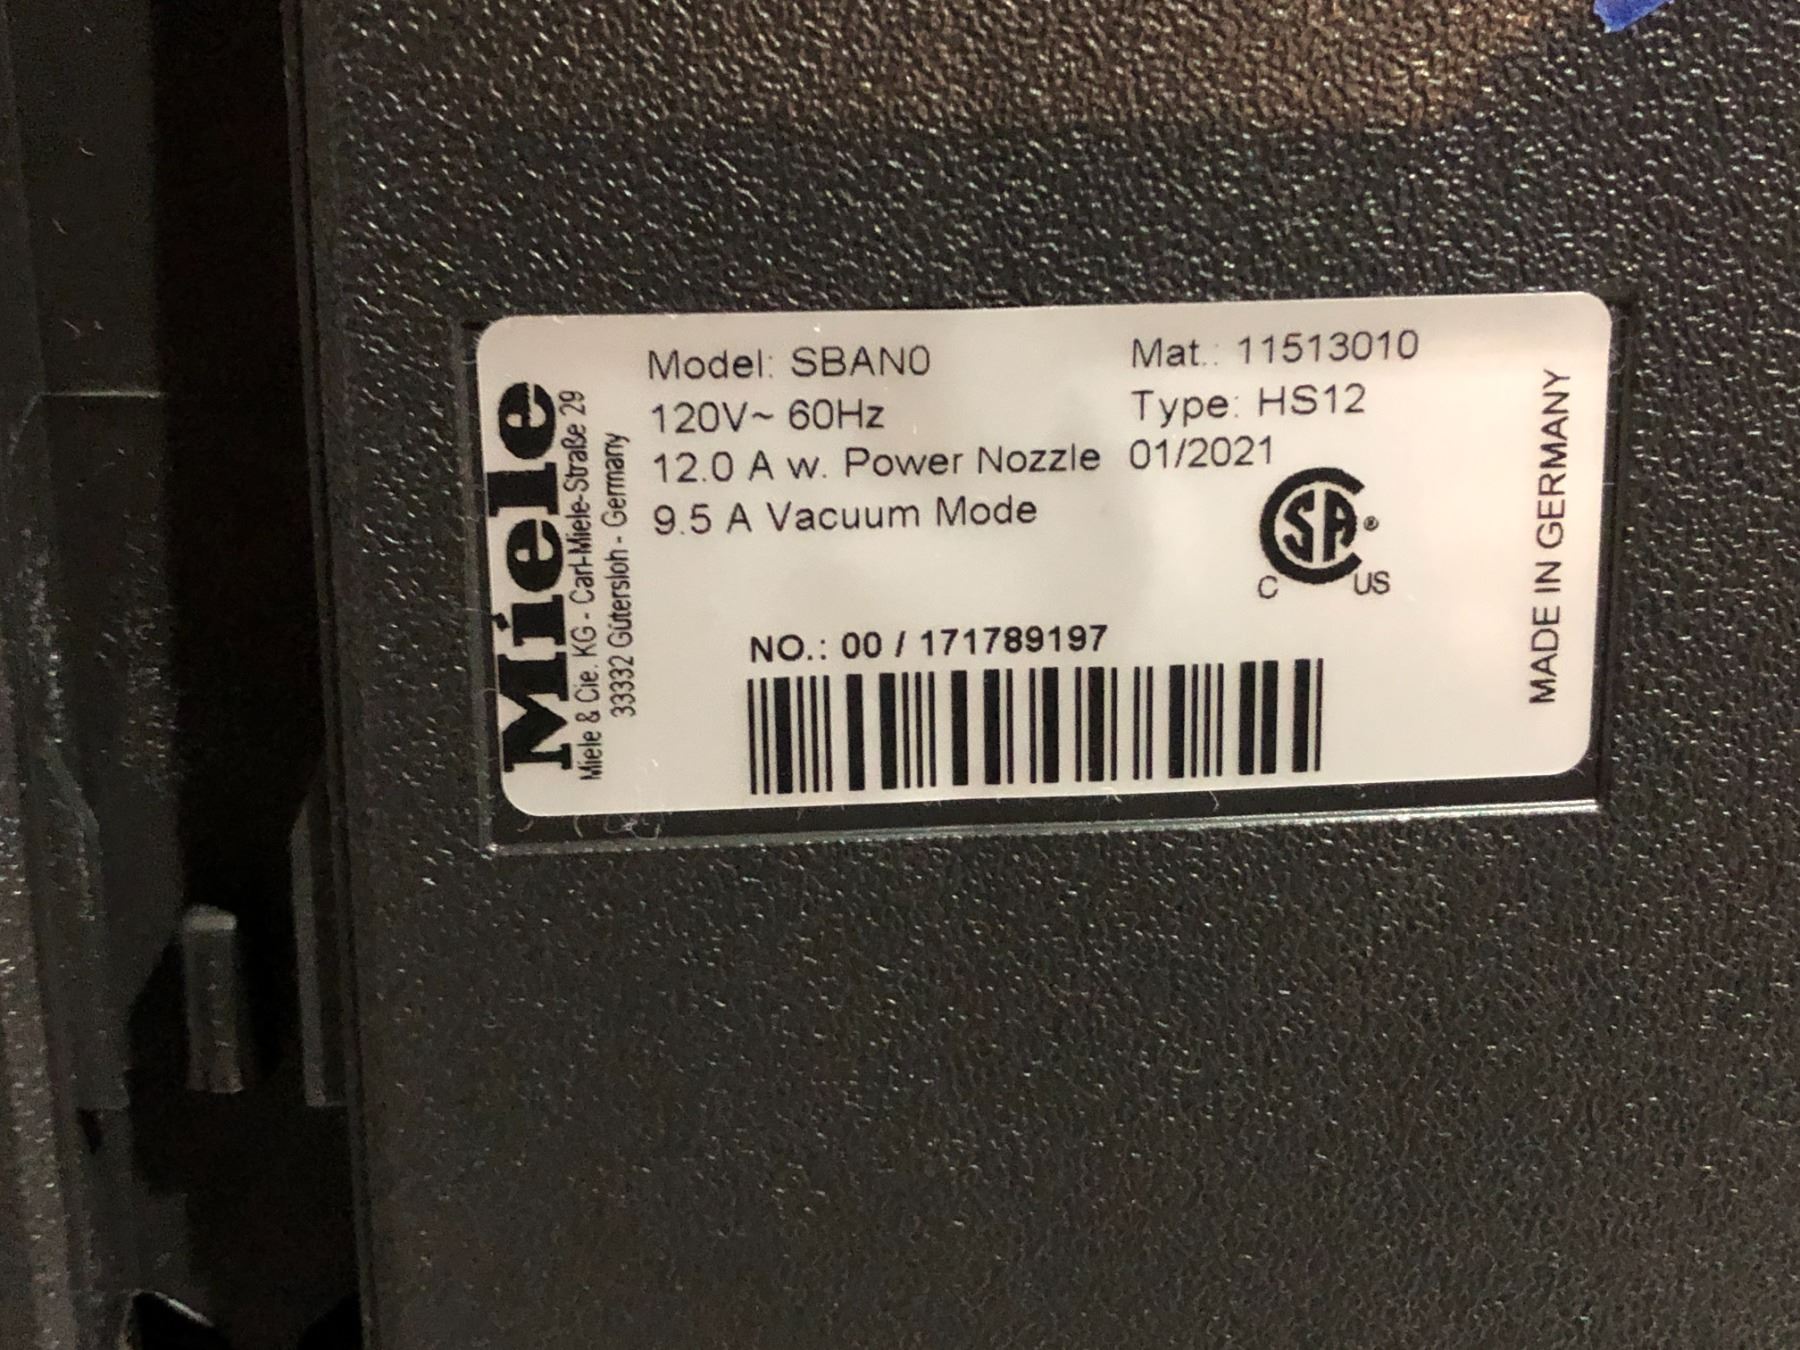 Miele
Miele & Cie. KG - Carl-Miele-Straße 29
33332 Gütersloh - Germany
Model: SBAN0
120V~ 60Hz
12.0 A w. Power Nozzle
9.5 A Vacuum Mode
Mat.: 11513010
Type: HS12
01/2021
CSA®
C US
NO.: 00 / 171789197
MADE IN GERMANY